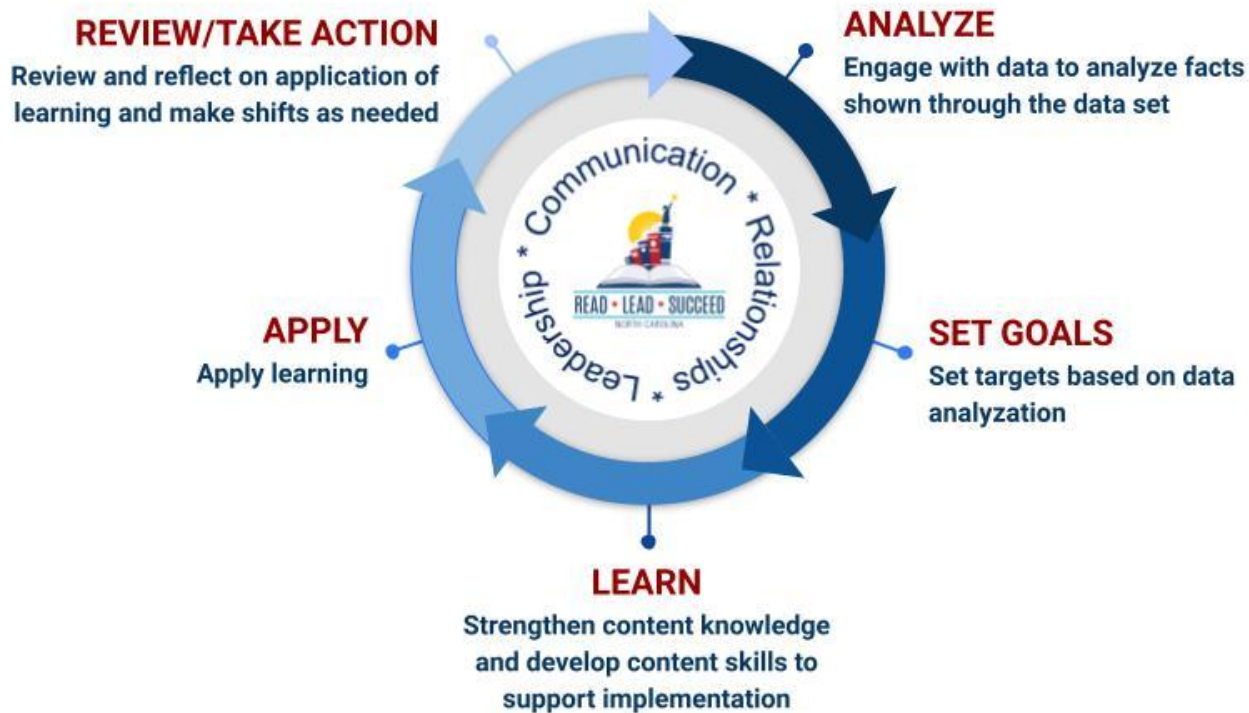 REVIEW/TAKE ACTION
Review and reflect on application of
learning and make shifts as needed
ANALYZE
Engage with data to analyze facts
shown through the data set
SET GOALS
Set targets based on data
analyzation
LEARN
Strengthen content knowledge
and develop content skills to
support implementation
APPLY
Apply learning
Communication * Relationships * Leadership *
READ • LEAD • SUCCEED
NORTH CAROLINA